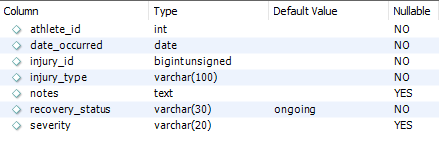 Column Type Default Value Nullable
athlete_id int NO
date_occurred date NO
injury_id bigintunsigned NO
injury_type varchar(100) NO
notes text YES
recovery_status varchar(30) ongoing NO
severity varchar(20) YES